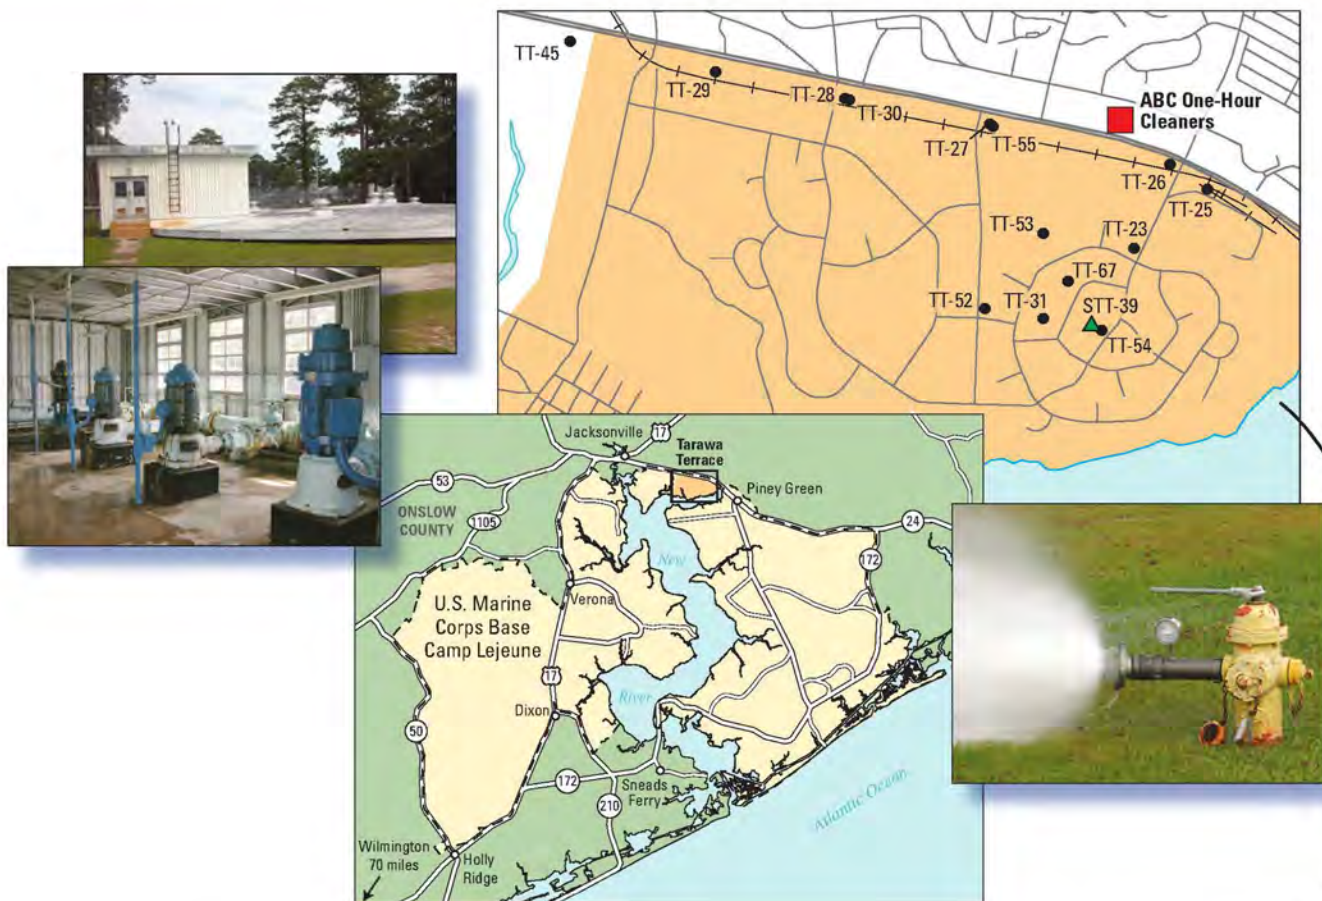 TT-45
TT-29
TT-28
TT-30
TT-27
TT-55
ABC One-Hour
Cleaners
TT-26
TT-25
TT-53
TT-23
TT-67
TT-52
TT-31
STT-39
TT-54
Jacksonville
17
Tarawa
Terrace
53
Piney Green
ONSLOW
COUNTY
1105
24
New
172
Verona
U.S. Marine
Corps Base
Camp Lejeune
17
River
Dixon
50
172
Sneads
Ferry
210
Atlantic Ocean
Wilmington
70 miles
Holly
Ridge